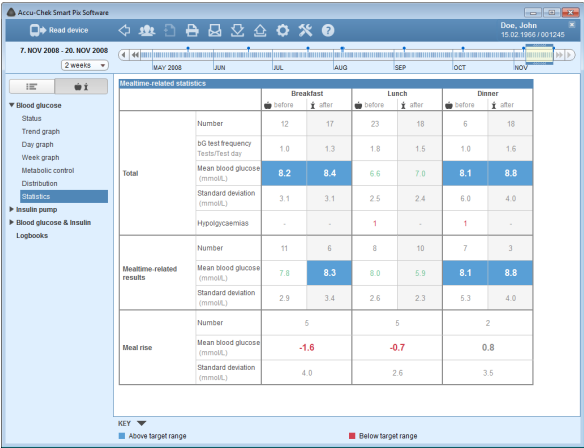 Accu-Chek Smart Pix Software
Read device
Doe, John
15.02.1966 / 001245
7. NOV 2008 - 20. NOV 2008
2 weeks
MAY 2008 JUN JUL AUG SEP OCT NOV
Blood glucose
Status
Trend graph
Day graph
Week graph
Metabolic control
Distribution
Statistics
Insulin pump
Blood glucose & Insulin
Logbooks
Mealtime-related statistics
Breakfast Lunch Dinner
before after before after before after
Total
Number 12 17 23 18 6 18
bG test frequency
Tests/Test day 1.0 1.3 1.8 1.5 1.0 1.6
Mean blood glucose
(mmol/L) 8.2 8.4 6.6 7.0 8.1 8.8
Standard deviation
(mmol/L) 3.1 3.1 2.5 2.4 6.0 4.0
Hypolgycaemias - - 1 - 1 -
Mealtime-related
results
Number 11 6 8 10 7 3
Mean blood glucose
(mmol/L) 7.8 8.3 8.0 5.9 8.1 8.8
Standard deviation
(mmol/L) 2.9 3.4 2.6 2.3 5.3 4.0
Meal rise
Number 5 5 2
Mean blood glucose
(mmol/L) -1.6 -0.7 0.8
Standard deviation
(mmol/L) 4.0 2.6 3.5
KEY
Above target range Below target range